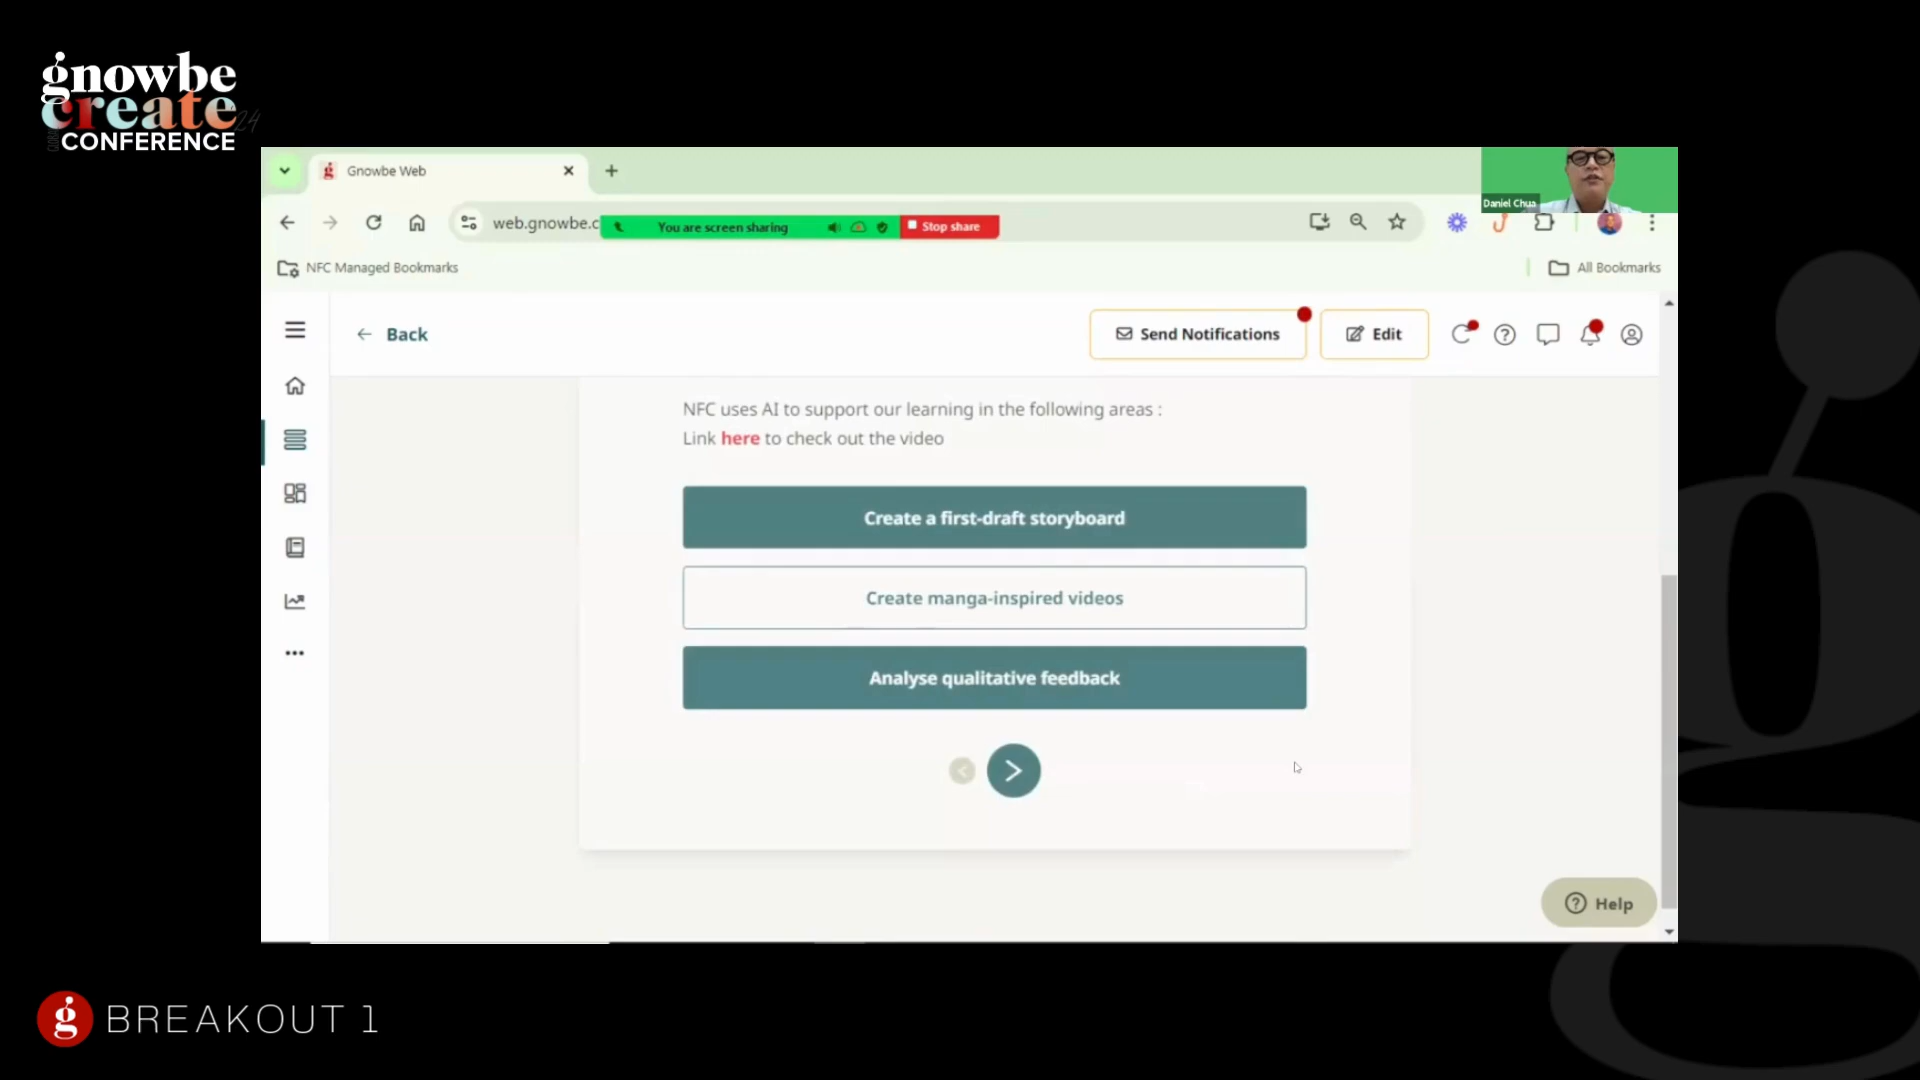 gnowbe
create '24
CONFERENCE
Gnowbe Web
Daniel Chua
web.gnowbe.c
You are screen sharing
Stop share
NFC Managed Bookmarks
All Bookmarks
Back
Send Notifications
Edit
NFC uses AI to support our learning in the following areas :
Link here to check out the video
Create a first-draft storyboard
Create manga-inspired videos
Analyse qualitative feedback
Help
g BREAKOUT 1